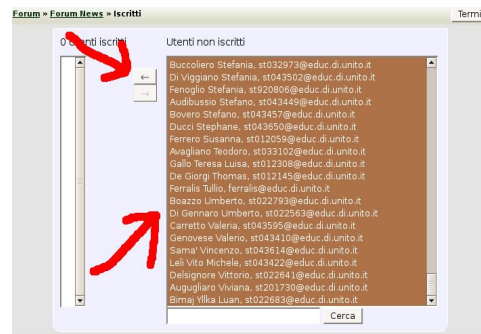 Forum » Forum News » Iscritti
Termi
0 Utenti iscritti
Utenti non iscritti
←
→
Buccoliero Stefania, st032973@educ.di.unito.it
Di Viggiano Stefania, st043502@educ.di.unito.it
Fenoglio Stefania, st920806@educ.di.unito.it
Audibussio Stefano, st043449@educ.di.unito.it
Bovero Stefano, st043457@educ.di.unito.it
Ducci Stephane, st043650@educ.di.unito.it
Ferrero Susanna, st012059@educ.di.unito.it
Avagliano Teodoro, st033102@educ.di.unito.it
Gallo Teresa Luisa, st012308@educ.di.unito.it
De Giorgi Thomas, st012145@educ.di.unito.it
Ferralis Tullio, ferralis@educ.di.unito.it
Boazzo Umberto, st022793@educ.di.unito.it
Di Gennaro Umberto, st022563@educ.di.unito.it
Carretto Valeria, st043595@educ.di.unito.it
Genovese Valerio, st043410@educ.di.unito.it
Sarna' Vincenzo, st043614@educ.di.unito.it
Leli Vito Michele, st043422@educ.di.unito.it
Delsignore Vittorio, st022641@educ.di.unito.it
Augugliaro Viviana, st201730@educ.di.unito.it
Bimaj Yllka Luan, st022683@educ.di.unito.it
Cerca